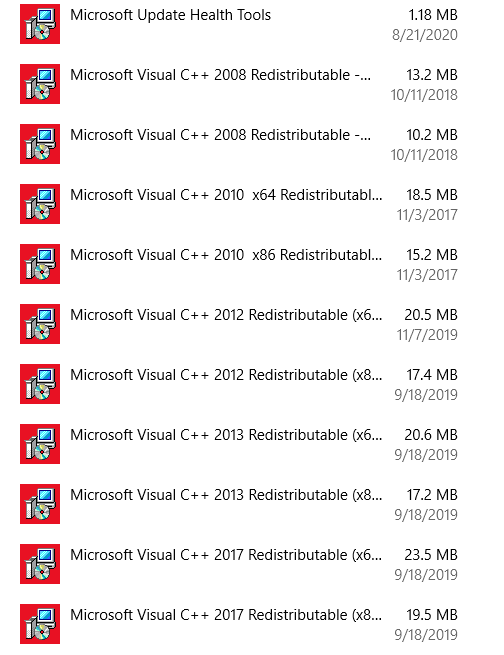 Microsoft Update Health Tools 1.18 MB
8/21/2020
Microsoft Visual C++ 2008 Redistributable -... 13.2 MB
10/11/2018
Microsoft Visual C++ 2008 Redistributable -... 10.2 MB
10/11/2018
Microsoft Visual C++ 2010  x64 Redistributabl... 18.5 MB
11/3/2017
Microsoft Visual C++ 2010  x86 Redistributabl... 15.2 MB
11/3/2017
Microsoft Visual C++ 2012 Redistributable (x6... 20.5 MB
11/7/2019
Microsoft Visual C++ 2012 Redistributable (x8... 17.4 MB
9/18/2019
Microsoft Visual C++ 2013 Redistributable (x6... 20.6 MB
9/18/2019
Microsoft Visual C++ 2013 Redistributable (x8... 17.2 MB
9/18/2019
Microsoft Visual C++ 2017 Redistributable (x6... 23.5 MB
9/18/2019
Microsoft Visual C++ 2017 Redistributable (x8... 19.5 MB
9/18/2019